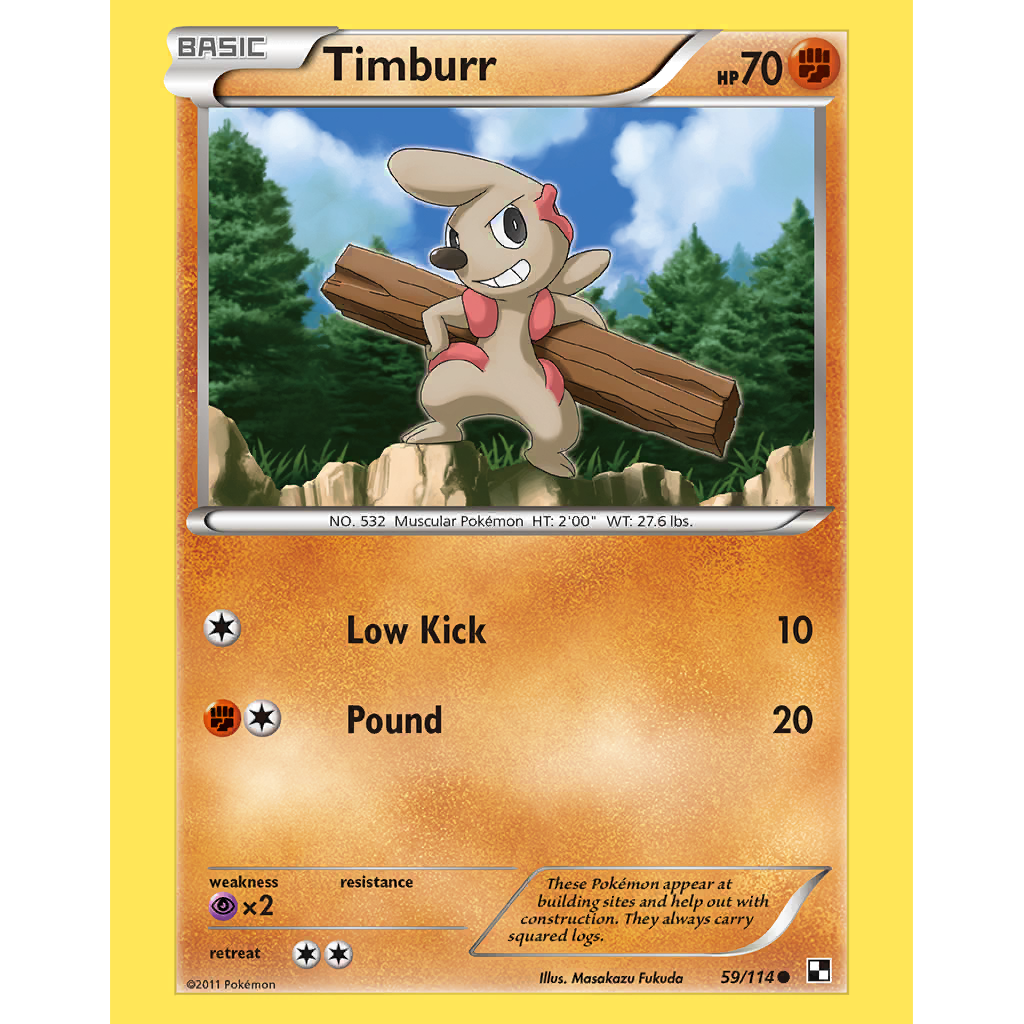 BASIC
Timburr
HP70
NO. 532 Muscular Pokémon HT: 2'00" WT: 27.6 lbs.
Low Kick 10
Pound 20
weakness resistance
×2
retreat
These Pokémon appear at
building sites and help out with
construction. They always carry
squared logs.
©2011 Pokémon
Illus. Masakazu Fukuda 59/114